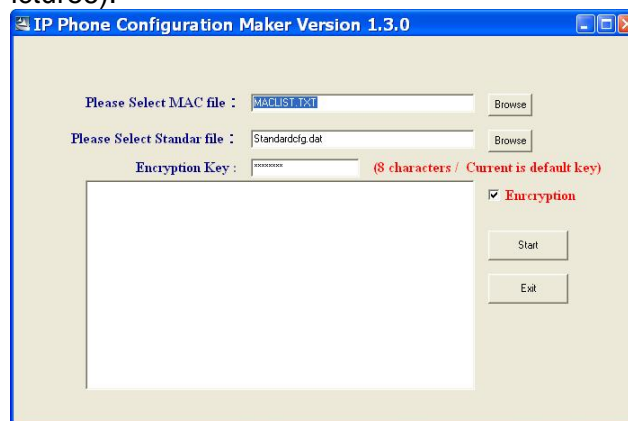 IP Phone Configuration Maker Version 1.3.0
Please Select MAC file : MACLIST.TXT Browse
Please Select Standar file : Standardcfg.dat Browse
Encryption Key : ******** (8 characters / Current is default key)
Enrcryption
Start
Exit